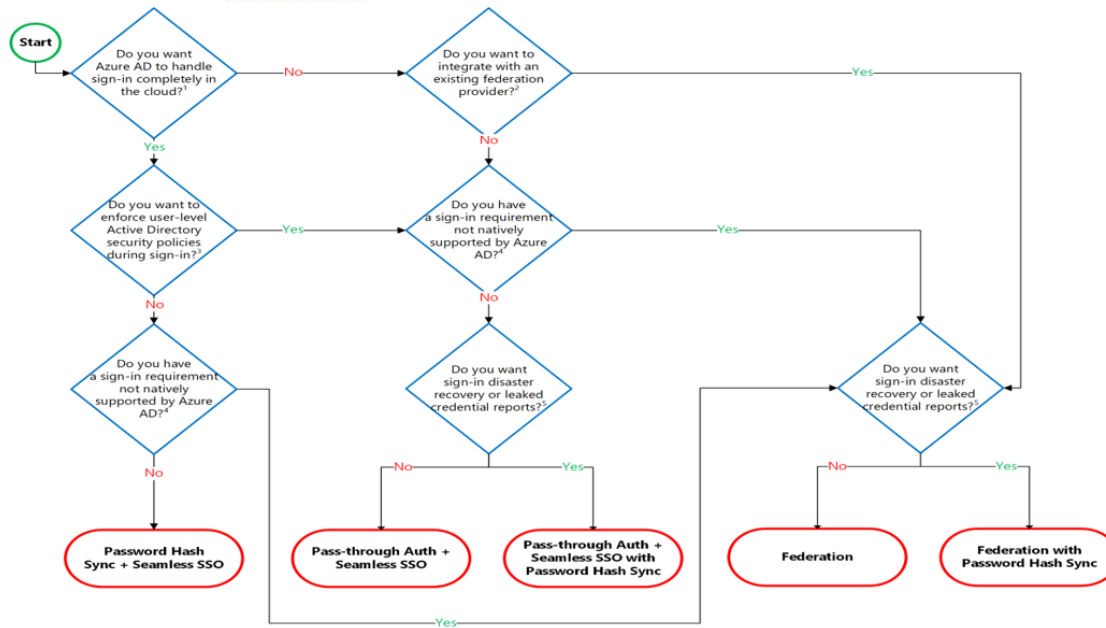 Start
Do you want
Azure AD to handle
sign-in completely in
the cloud?¹
No
Do you want to
integrate with an
existing federation
provider?²
Yes
Yes
No
Do you want to
enforce user-level
Active Directory
security policies
during sign-in?³
Yes
Do you have
a sign-in requirement
not natively
supported by Azure
AD?⁴
Yes
No
No
Do you have
a sign-in requirement
not natively
supported by Azure
AD?⁴
Do you want
sign-in disaster
recovery or leaked
credential reports?⁵
Do you want
sign-in disaster
recovery or leaked
credential reports?⁵
No
No
Yes
No
Yes
Password Hash
Sync + Seamless SSO
Pass-through Auth +
Seamless SSO
Pass-through Auth +
Seamless SSO with
Password Hash Sync
Federation
Federation with
Password Hash Sync
Yes